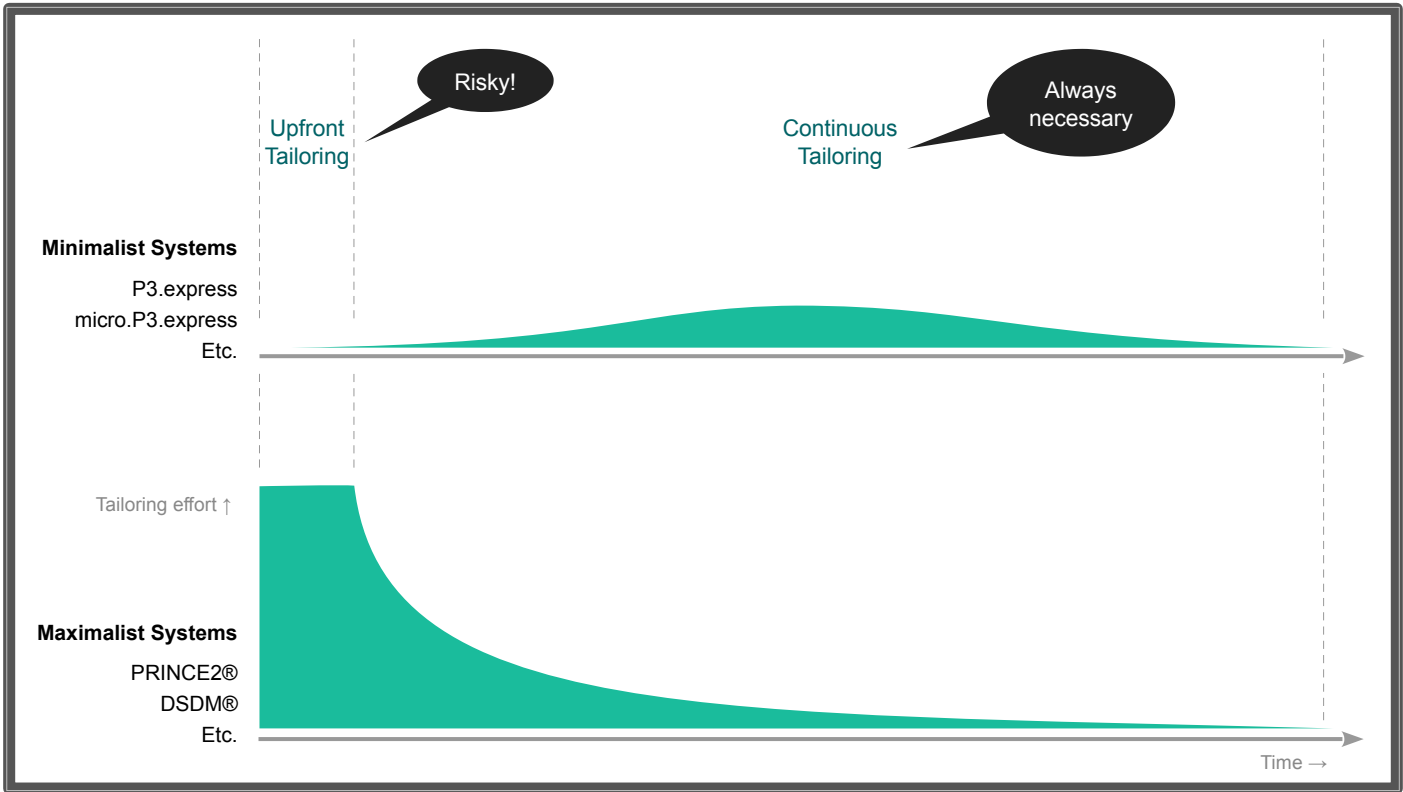 Risky!
Always
necessary
Upfront
Tailoring
Continuous
Tailoring
Minimalist Systems
P3.express
micro.P3.express
Etc.
Tailoring effort ↑
Maximalist Systems
PRINCE2®
DSDM®
Etc.
Time →